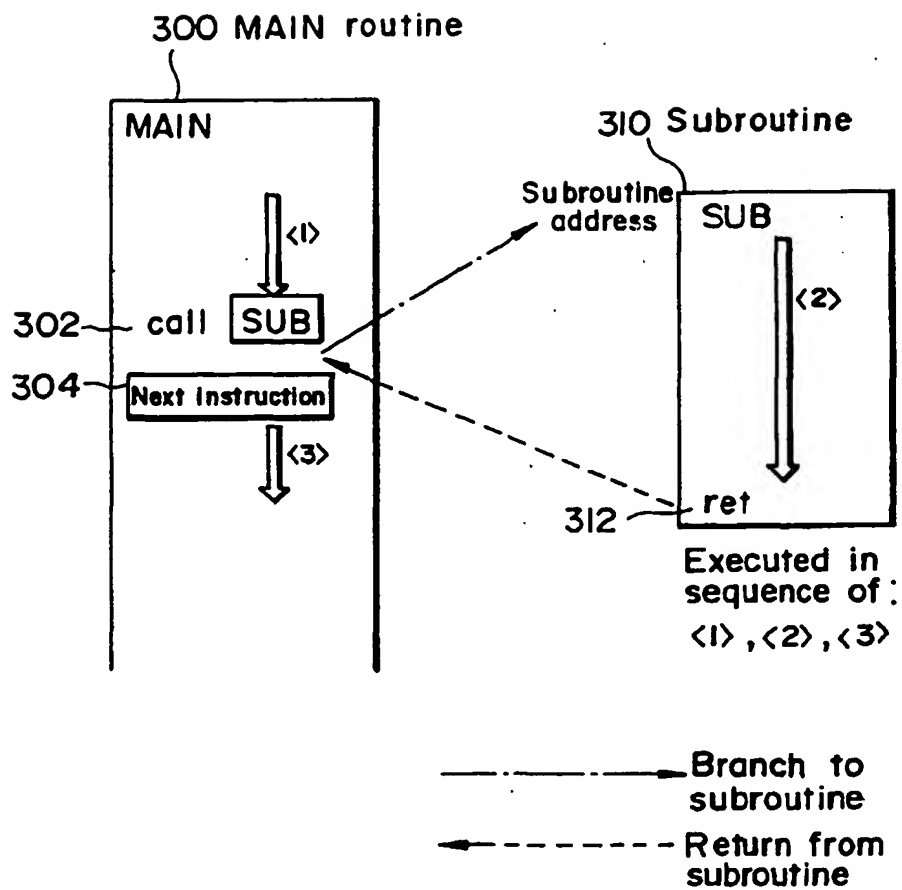 300 MAIN routine
MAIN
310 Subroutine
Subroutine
address
SUB
<1>
<2>
302 call SUB
304
Next instruction
<3>
312 ret
Executed in
sequence of :
<1>, <2>, <3>
Branch to
subroutine
Return from
subroutine